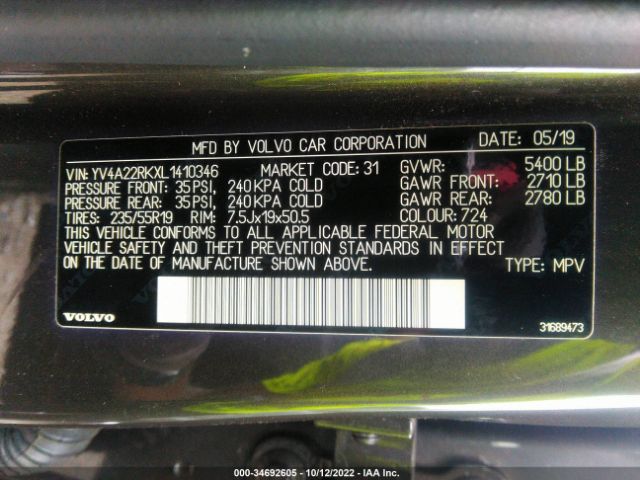 MFD BY VOLVO CAR CORPORATION DATE: 05/19
VIN: YV4A22RKXL1410346 MARKET CODE: 31 GVWR: 5400 LB
PRESSURE FRONT: 35 PSI, 240 KPA COLD GAWR FRONT: 2710 LB
PRESSURE REAR: 35 PSI, 240 KPA COLD GAWR REAR: 2780 LB
TIRES: 235/55R19 RIM: 7.5Jx19x50.5 COLOUR: 724
THIS VEHICLE CONFORMS TO ALL APPLICABLE FEDERAL MOTOR
VEHICLE SAFETY AND THEFT PREVENTION STANDARDS IN EFFECT
ON THE DATE OF MANUFACTURE SHOWN ABOVE. TYPE: MPV
VOLVO 31689473
000-34692605 - 10/12/2022 - IAA Inc.